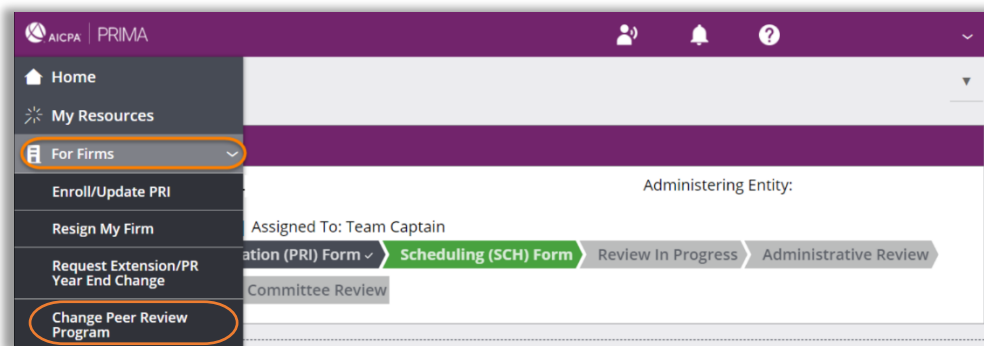 AICPA | PRIMA
Home
My Resources
For Firms
Enroll/Update PRI
Administering Entity:
Resign My Firm
Assigned To: Team Captain
ation (PRI) Form
Scheduling (SCH) Form
Review In Progress
Administrative Review
Request Extension/PR
Year End Change
Committee Review
Change Peer Review
Program